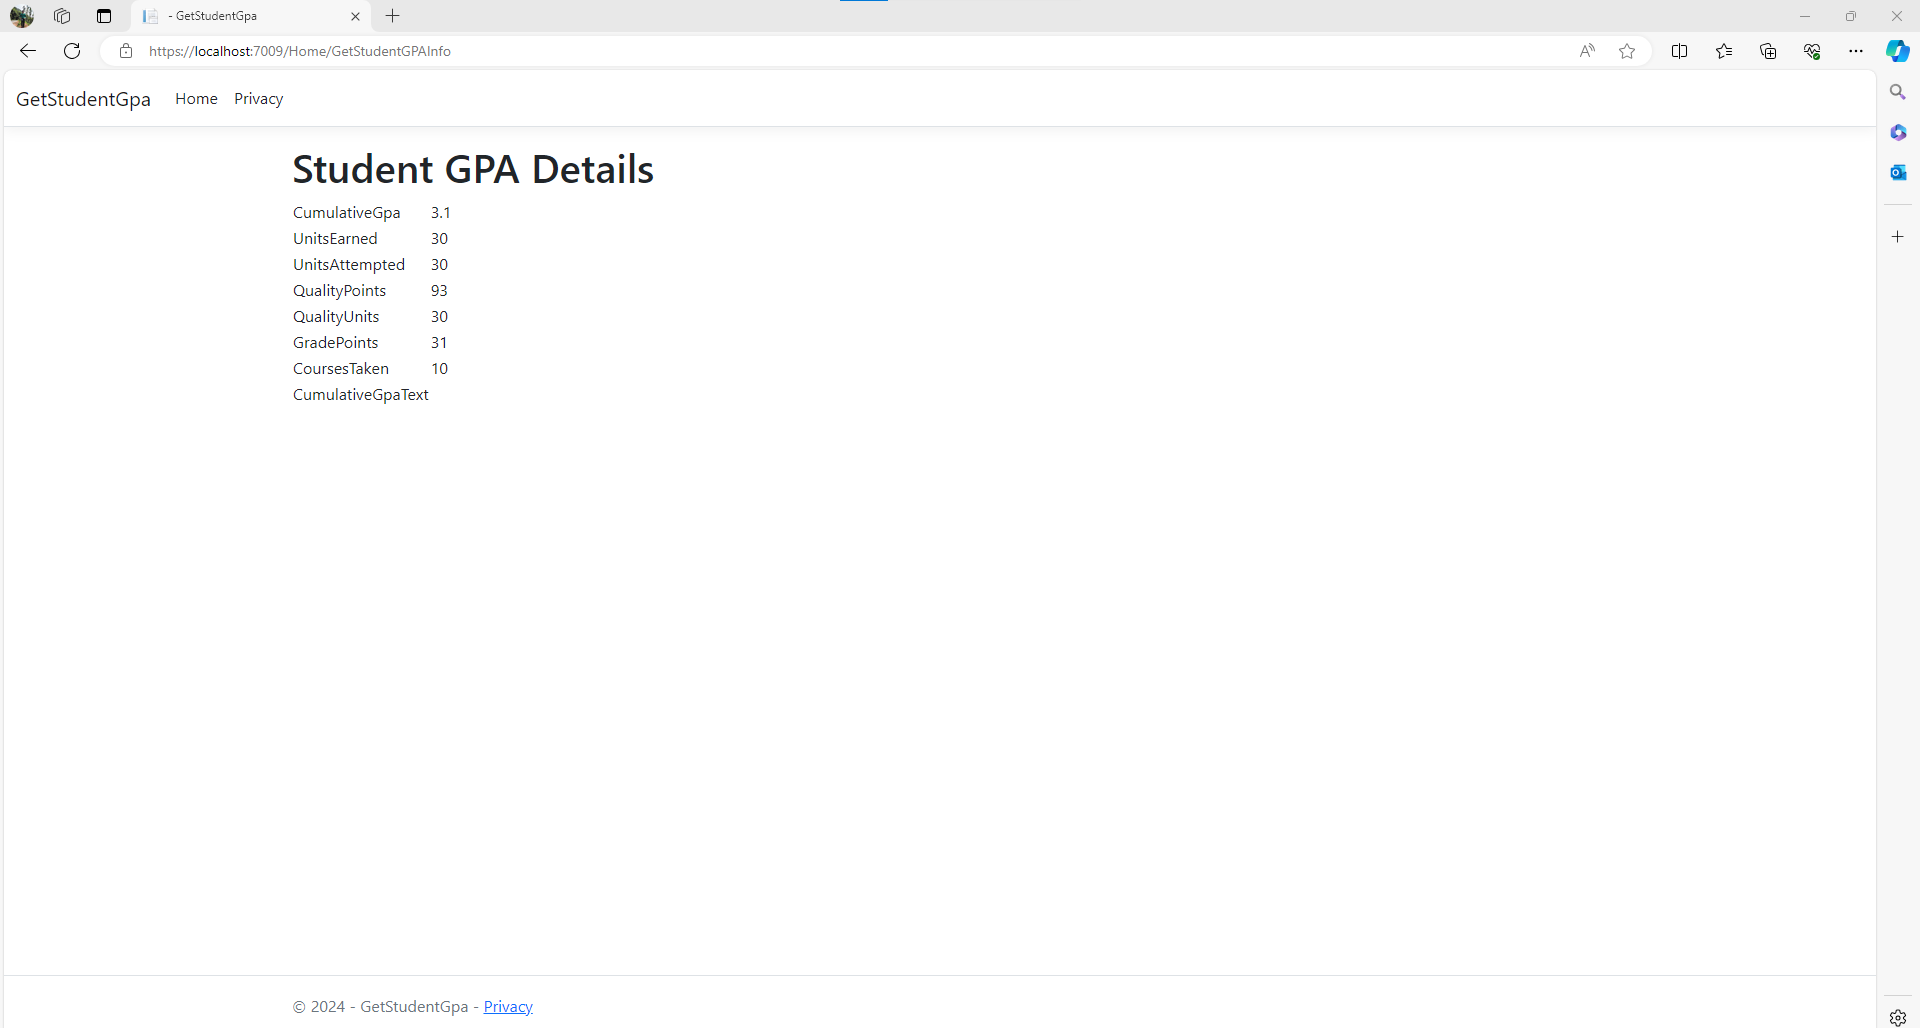 - GetStudentGpa
https://localhost:7009/Home/GetStudentGPAInfo
GetStudentGpa Home Privacy
Student GPA Details
CumulativeGpa 3.1
UnitsEarned 30
UnitsAttempted 30
QualityPoints 93
QualityUnits 30
GradePoints 31
CoursesTaken 10
CumulativeGpaText
© 2024 - GetStudentGpa - Privacy